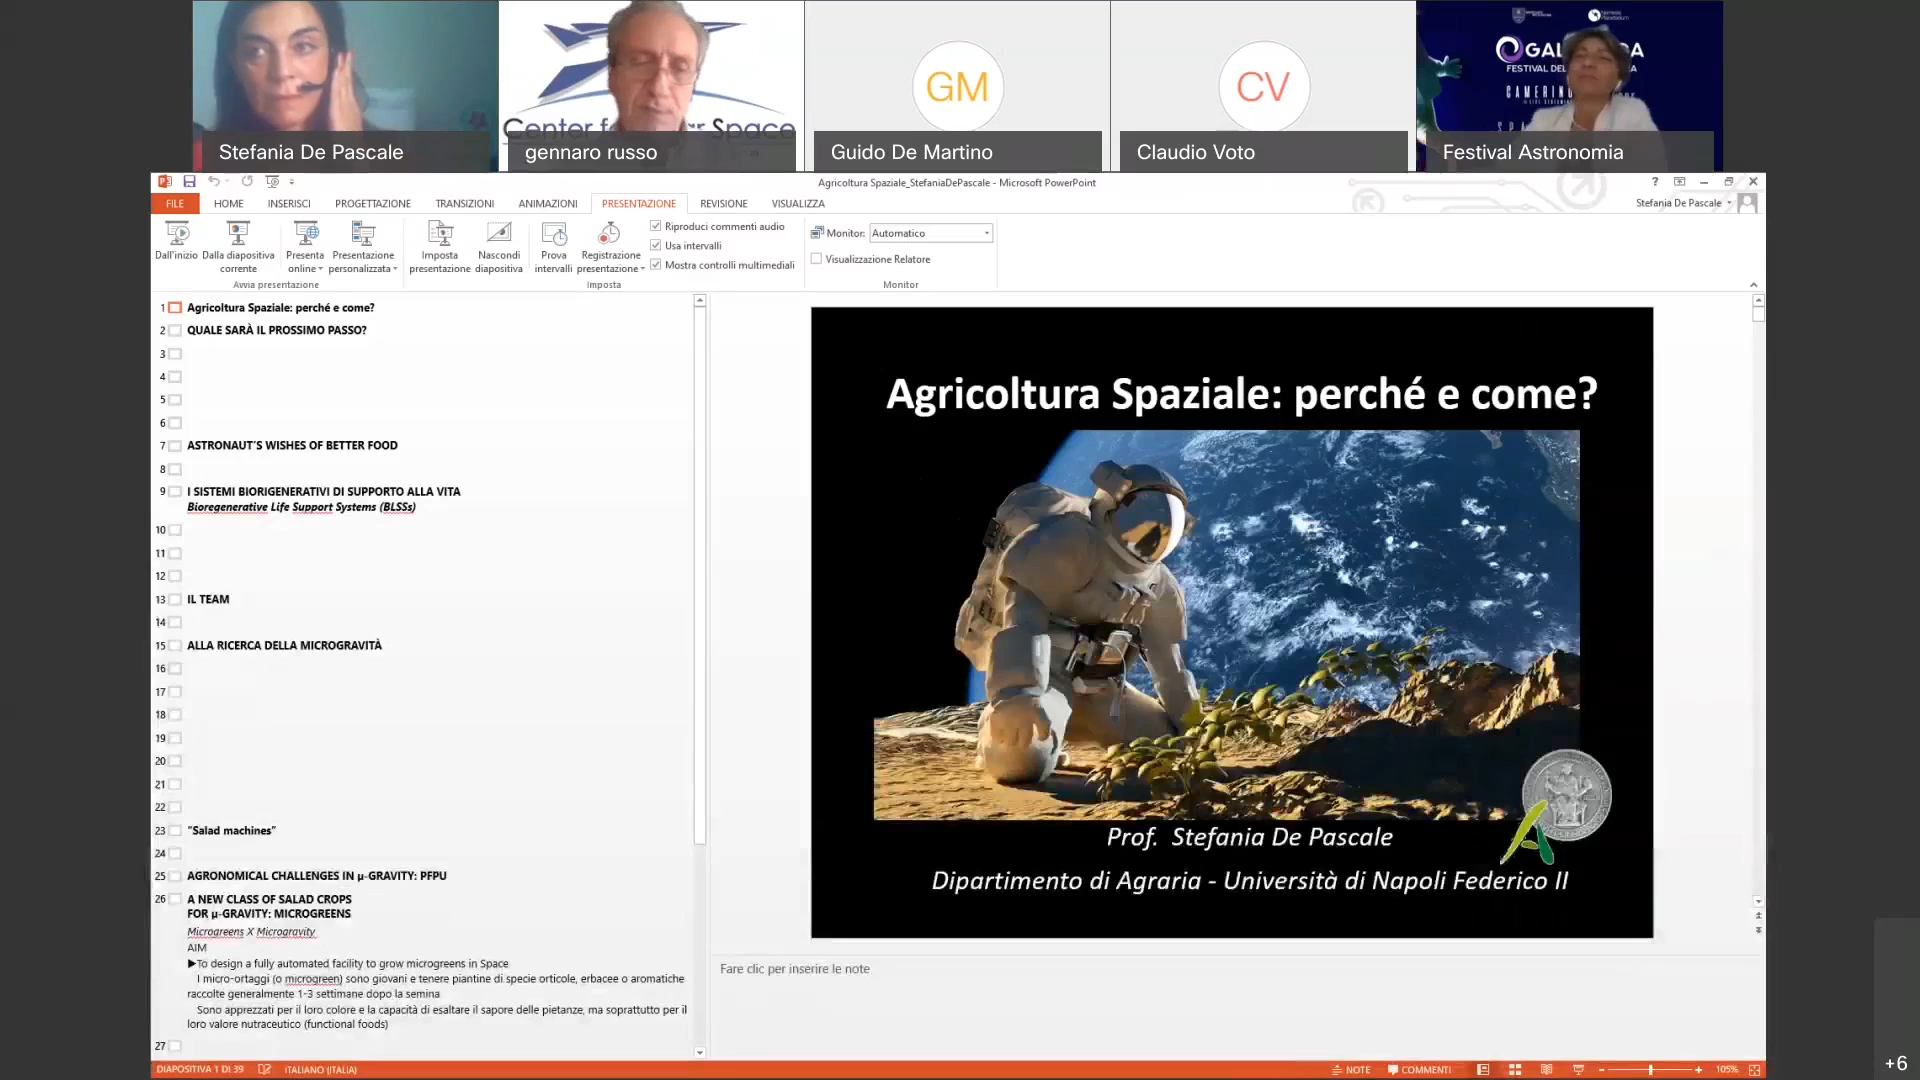 GAL
FESTIVAL DEL
CAMERINO
Center f r Space
GM
CV
Stefania De Pascale
gennaro russo
Guido De Martino
Claudio Voto
Festival Astronomia
Agricoltura Spaziale_StefaniaDePascale - Microsoft PowerPoint
FILE HOME INSERISCI PROGETTAZIONE TRANSIZIONI ANIMAZIONI PRESENTAZIONE REVISIONE VISUALIZZA
Stefania De Pascale
Dall'inizio
Dalla diapositiva corrente
Presenta online
Presentazione personalizzata
Avvia presentazione
Imposta presentazione
Nascondi diapositiva
Prova intervalli
Registrazione presentazione
Riproduci commenti audio
Usa intervalli
Mostra controlli multimediali
Imposta
Monitor: Automatico
Visualizzazione Relatore
Monitor
1 Agricoltura Spaziale: perché e come?
2 QUALE SARÀ IL PROSSIMO PASSO?
3
4
5
6
7 ASTRONAUT'S WISHES OF BETTER FOOD
8
9 I SISTEMI BIORIGENERATIVI DI SUPPORTO ALLA VITA
Bioregenerative Life Support Systems (BLSSs)
10
11
12
13 IL TEAM
14
15 ALLA RICERCA DELLA MICROGRAVITÀ
16
17
18
19
20
21
22
23 "Salad machines"
24
25 AGRONOMICAL CHALLENGES IN µ-GRAVITY: PFPU
26 A NEW CLASS OF SALAD CROPS
FOR µ-GRAVITY: MICROGREENS
Microgreens X Microgravity
AIM
►To design a fully automated facility to grow microgreens in Space
I micro-ortaggi (o microgreen) sono giovani e tenere piantine di specie orticole, erbacee o aromatiche
raccolte generalmente 1-3 settimane dopo la semina
Sono apprezzati per il loro colore e la capacità di esaltare il sapore delle pietanze, ma soprattutto per il
loro valore nutraceutico (functional foods)
27
Agricoltura Spaziale: perché e come?
Prof. Stefania De Pascale
Dipartimento di Agraria - Università di Napoli Federico II
Fare clic per inserire le note
DIAPOSITIVA 1 DI 39 ITALIANO (ITALIA)
NOTE COMMENTI 105%
+6